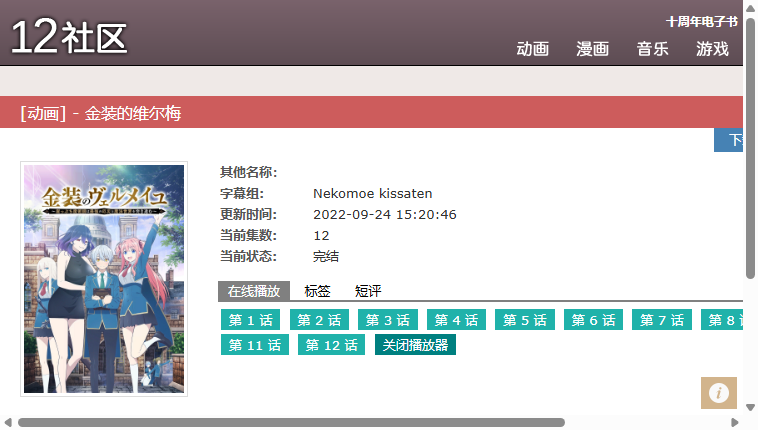 十周年电子书
12社区
动画 漫画 音乐 游戏
[动画] - 金装的维尔梅
金装のヴェルメイユ
其他名称:
字幕组: Nekomoe kissaten
更新时间: 2022-09-24 15:20:46
当前集数: 12
当前状态: 完结
在线播放 标签 短评
第 1 话 第 2 话 第 3 话 第 4 话 第 5 话 第 6 话 第 7 话 第 8
第 11 话 第 12 话 关闭播放器